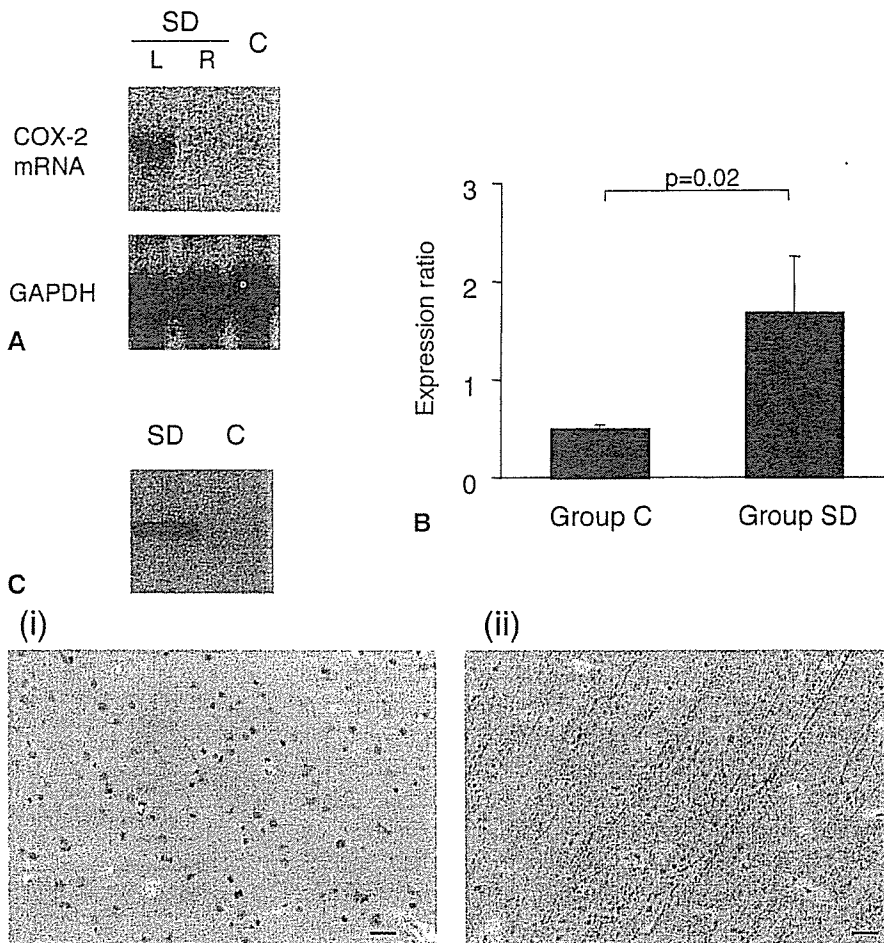 SD
L R C
COX-2
mRNA
GAPDH
A
p=0.02
3
2
1
0
Expression ratio
Group C Group SD
B
SD C
C
(i) (ii)